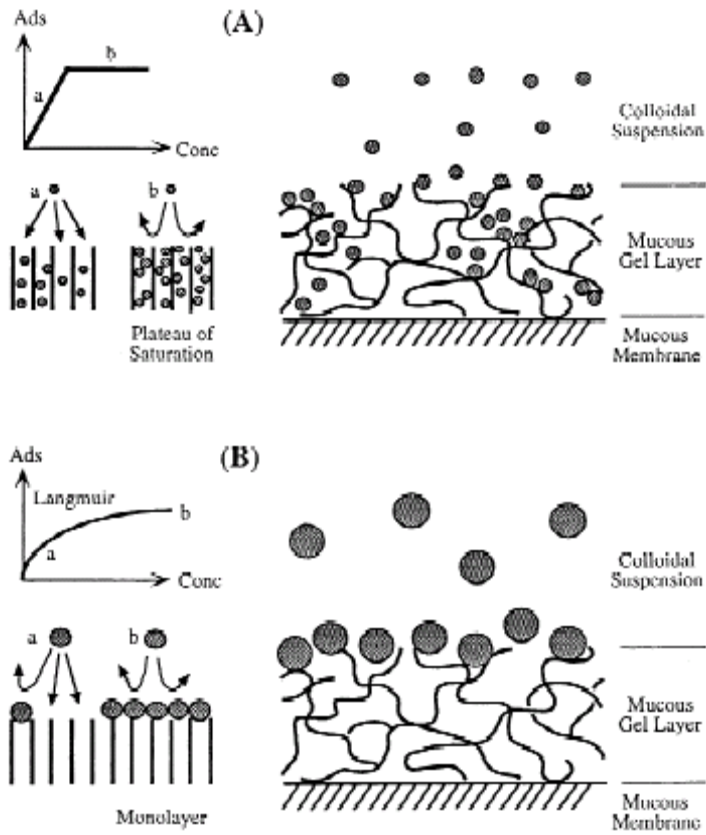 (A)
Ads
b
a
Conc
a
b
Plateau of
Saturation
Colloidal
Suspension
Mucous
Gel Layer
Mucous
Membrane
(B)
Ads
Langmuir
b
a
Conc
a
b
Monolayer
Colloidal
Suspension
Mucous
Gel Layer
Mucous
Membrane